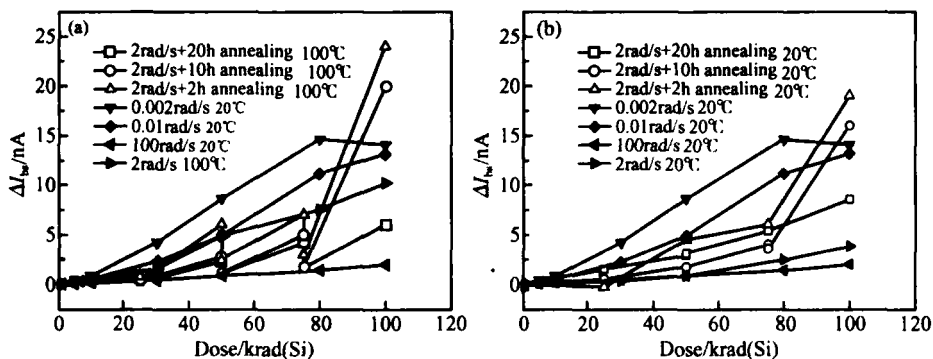 (a)
2rad/s+20h annealing 100℃
2rad/s+10h annealing 100℃
2rad/s+2h annealing 100℃
0.002rad/s 20℃
0.01rad/s 20℃
100rad/s 20℃
2rad/s 100℃
25
20
15
10
5
0
ΔI_be/nA
0 20 40 60 80 100 120
Dose/krad(Si)
(b)
2rad/s+20h annealing 20℃
2rad/s+10h annealing 20℃
2rad/s+2h annealing 20℃
0.002rad/s 20℃
0.01rad/s 20℃
100rad/s 20℃
2rad/s 20℃
25
20
15
10
5
0
ΔI_be/nA
0 20 40 60 80 100 120
Dose/krad(Si)